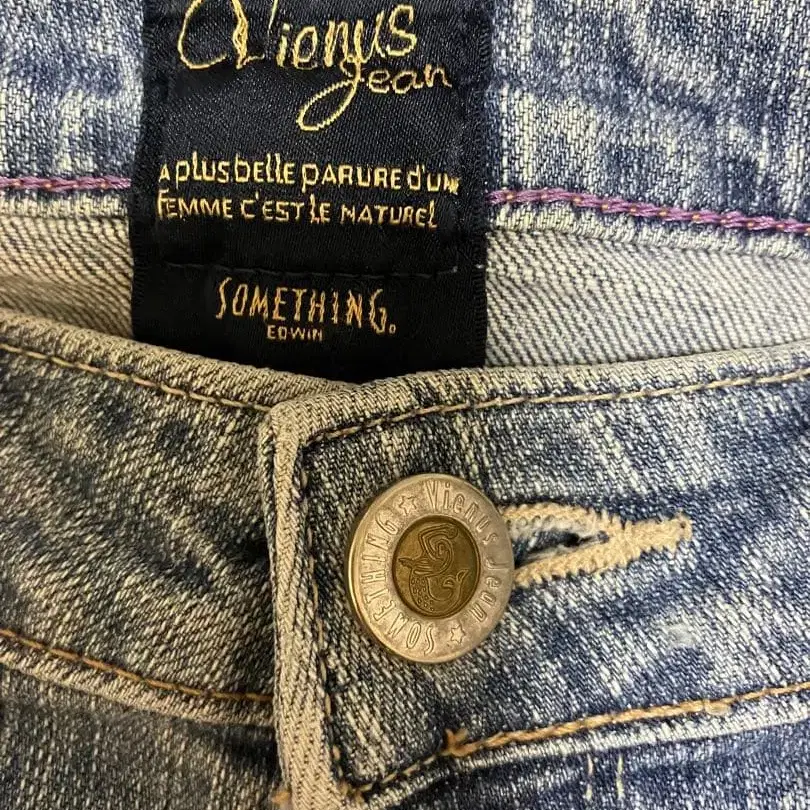 Vienus
Jean
A plus belle parure d'une
femme c'est le naturel
SOMETHING.
EDWIN
SOMETHING ☆ Vienus Jean ☆